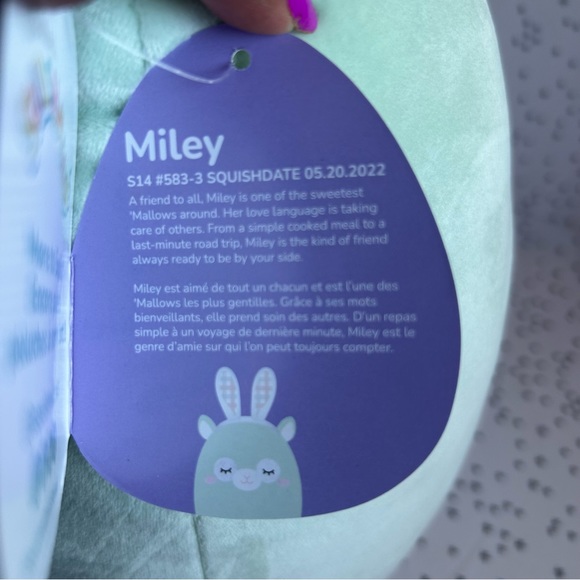 Miley
S14 #583-3 SQUISHDATE 05.20.2022
A friend to all, Miley is one of the sweetest
'Mallows around. Her love language is taking
care of others. From a simple cooked meal to a
last-minute road trip, Miley is the kind of friend
always ready to be by your side.
Miley est aimé de tout un chacun et est l'une des
'Mallows les plus gentilles. Grâce à ses mots
bienveillants, elle prend soin des autres. D'un repas
simple à un voyage de dernière minute, Miley est le
genre d'amie sur qui l'on peut toujours compter.